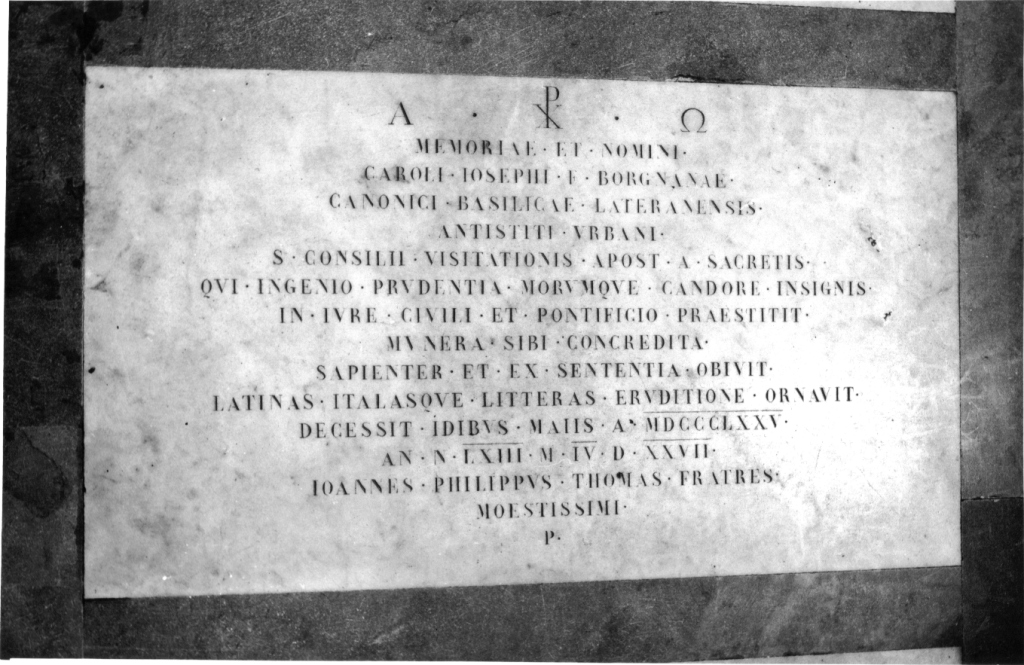 Α · ☧ · Ω
MEMORIAE · ET · NOMINI ·
CAROLI · IOSEPHI · F · BORGNANAE ·
CANONICI · BASILICAE · LATERANENSIS ·
ANTISTITI · VRBANI ·
S · CONSILII · VISITATIONIS · APOST · A · SACRETIS ·
QVI · INGENIO · PRVDENTIA · MORVMQVE · CANDORE · INSIGNIS ·
IN · IVRE · CIVILI · ET · PONTIFICIO · PRAESTITIT ·
MVNERA · SIBI · CONCREDITA ·
SAPIENTER · ET · EX · SENTENTIA · OBIVIT ·
LATINAS · ITALASQVE · LITTERAS · ERVDITIONE · ORNAVIT ·
DECESSIT · IDIBVS · MAIIS · A · MDCCCLXXV ·
AN · N · LXIII · M · IV · D · XXVII ·
IOANNES · PHILIPPVS · THOMAS · FRATRES ·
MOESTISSIMI ·
P ·